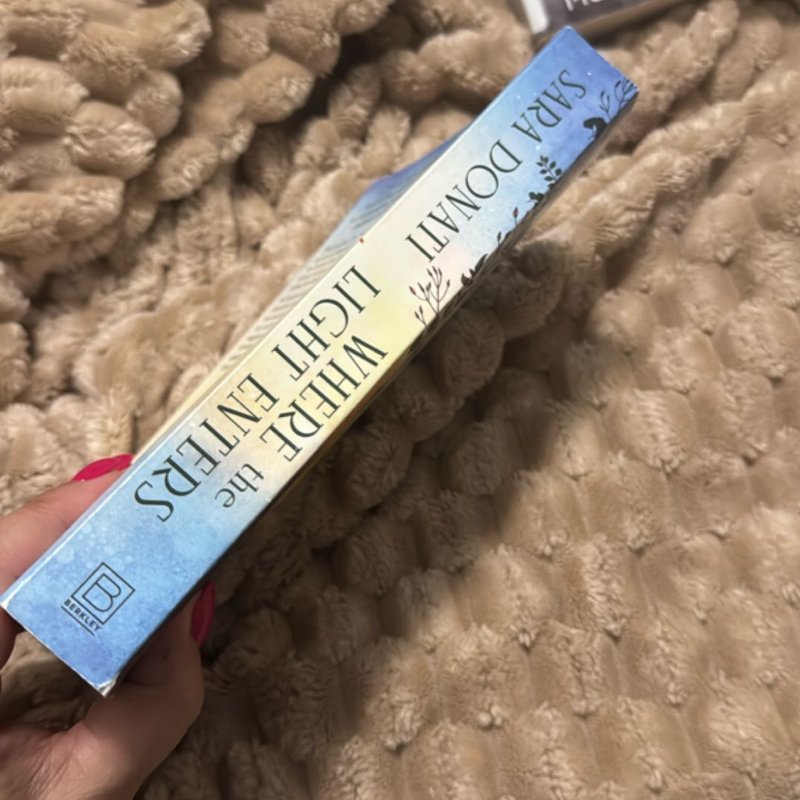 SARA DONATI
WHERE the
LIGHT ENTERS
B
BERKLEY